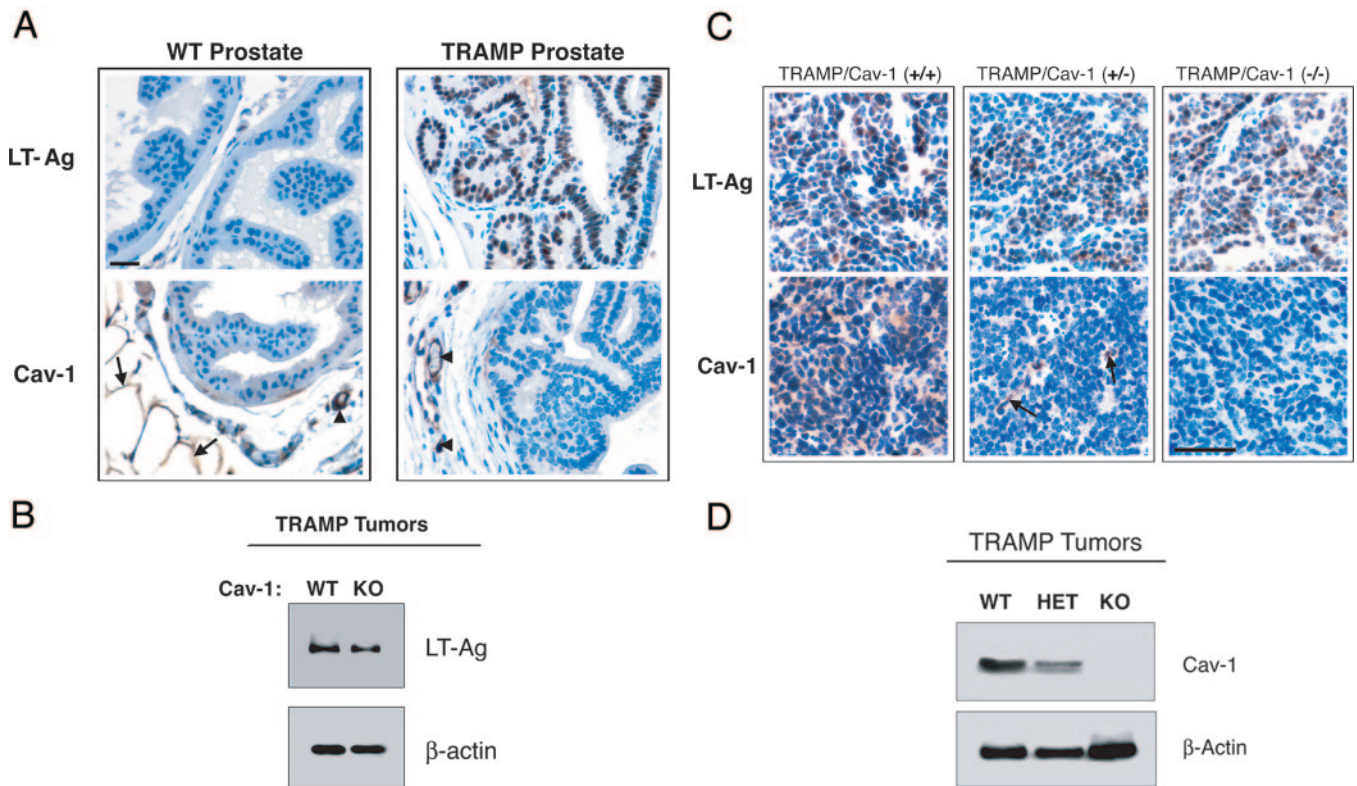 A
WT Prostate
TRAMP Prostate
LT-Ag
Cav-1
B
TRAMP Tumors
Cav-1: WT KO
LT-Ag
β-actin
C
TRAMP/Cav-1 (+/+)
TRAMP/Cav-1 (+/-)
TRAMP/Cav-1 (-/-)
LT-Ag
Cav-1
D
TRAMP Tumors
WT HET KO
Cav-1
β-Actin